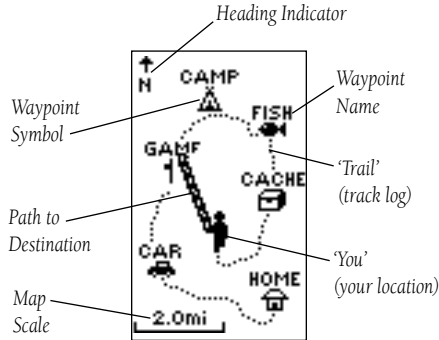 Heading Indicator
N
CAMP
Waypoint
Symbol
FISH
Waypoint
Name
GAME
'Trail'
(track log)
CACHE
Path to
Destination
CAR
'You'
(your location)
HOME
Map
Scale
2.0mi